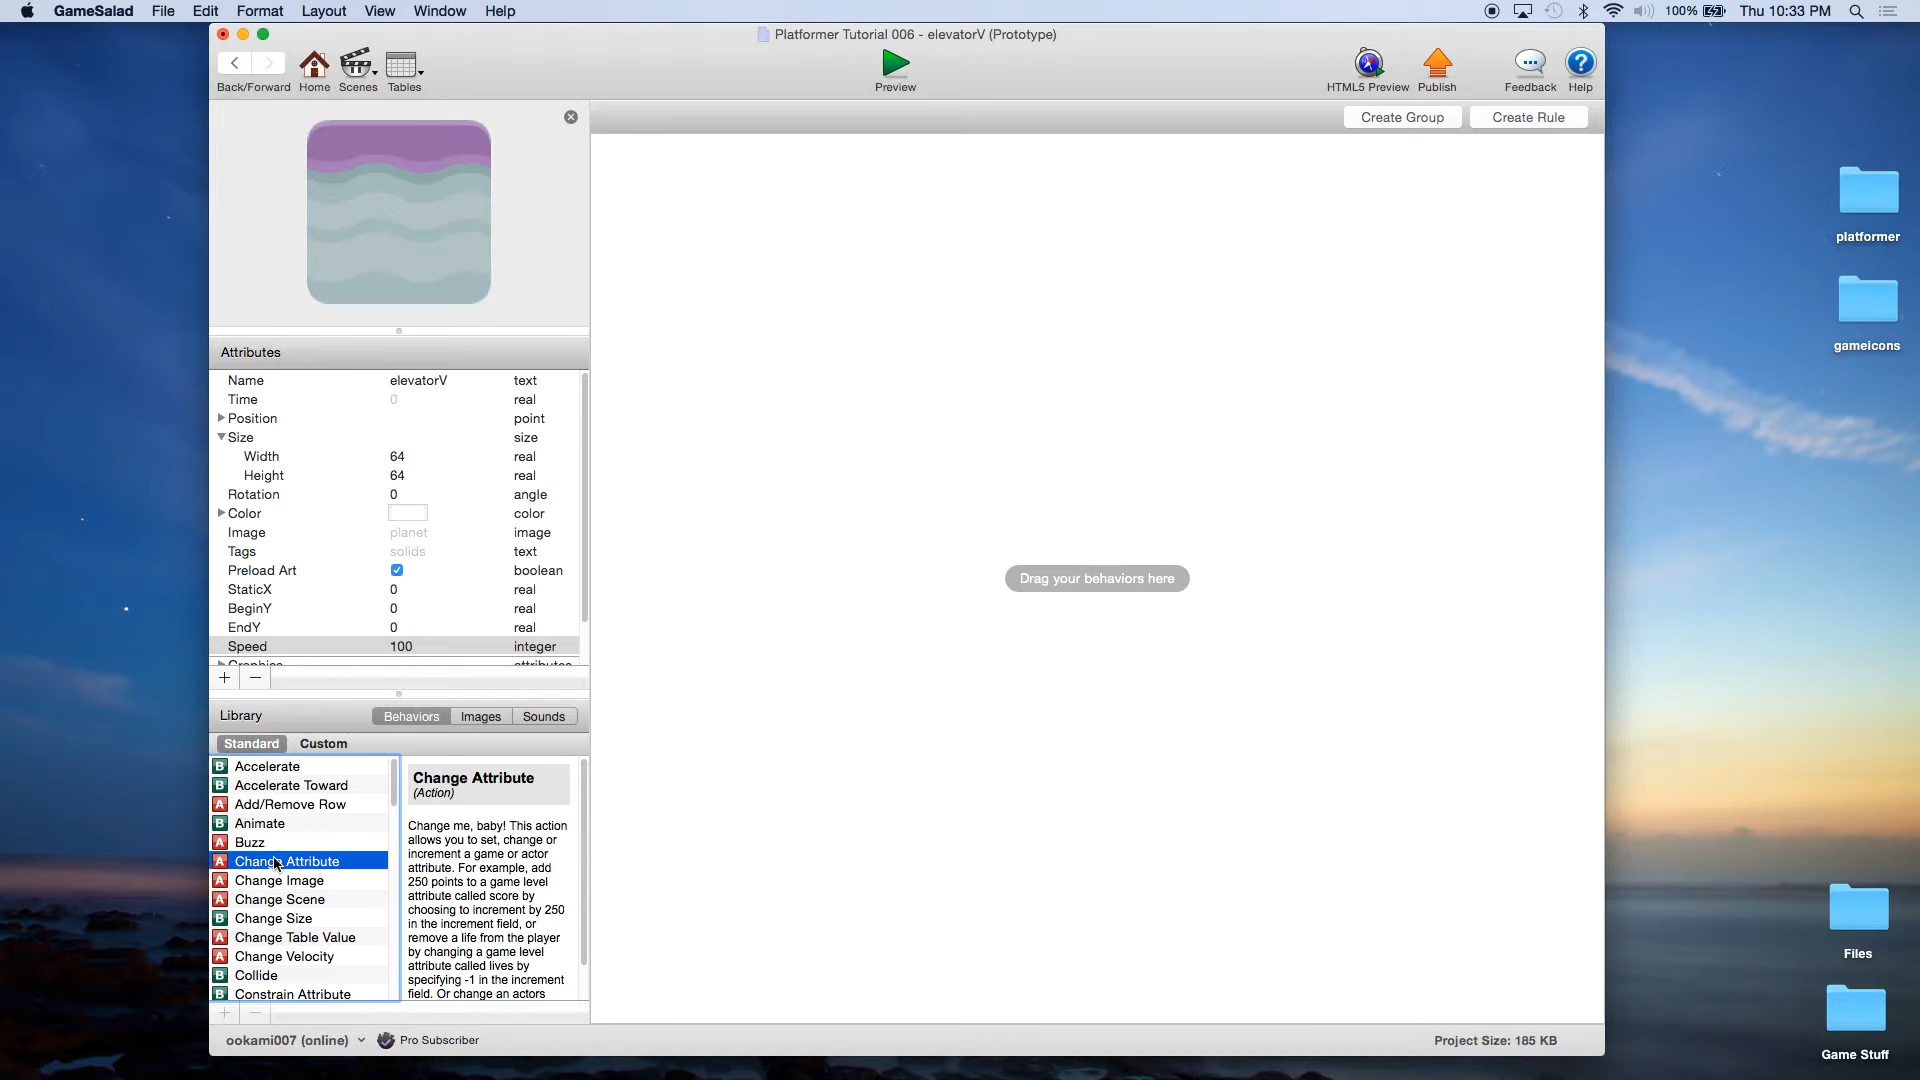 GameSalad File Edit Format Layout View Window Help
100% Thu 10:33 PM
Platformer Tutorial 006 - elevatorV (Prototype)
Back/Forward Home Scenes Tables Preview HTML5 Preview Publish Feedback Help
Create Group Create Rule
Attributes
Name elevatorV text
Time 0 real
Position point
Size size
Width 64 real
Height 64 real
Rotation 0 angle
Color color
Image planet image
Tags solids text
Preload Art boolean
StaticX 0 real
BeginY 0 real
EndY 0 real
Speed 100 integer
Graphics attributes
Library Behaviors Images Sounds
Standard Custom
B Accelerate
B Accelerate Toward
A Add/Remove Row
B Animate
A Buzz
A Change Attribute
A Change Image
A Change Scene
B Change Size
A Change Table Value
A Change Velocity
B Collide
B Constrain Attribute
Change Attribute
(Action)
Change me, baby! This action
allows you to set, change or
increment a game or actor
attribute. For example, add
250 points to a game level
attribute called score by
choosing to increment by 250
in the increment field, or
remove a life from the player
by changing a game level
attribute called lives by
specifying -1 in the increment
field. Or change an actors
Drag your behaviors here
ookami007 (online) Pro Subscriber
Project Size: 185 KB
platformer
gameicons
Files
Game Stuff